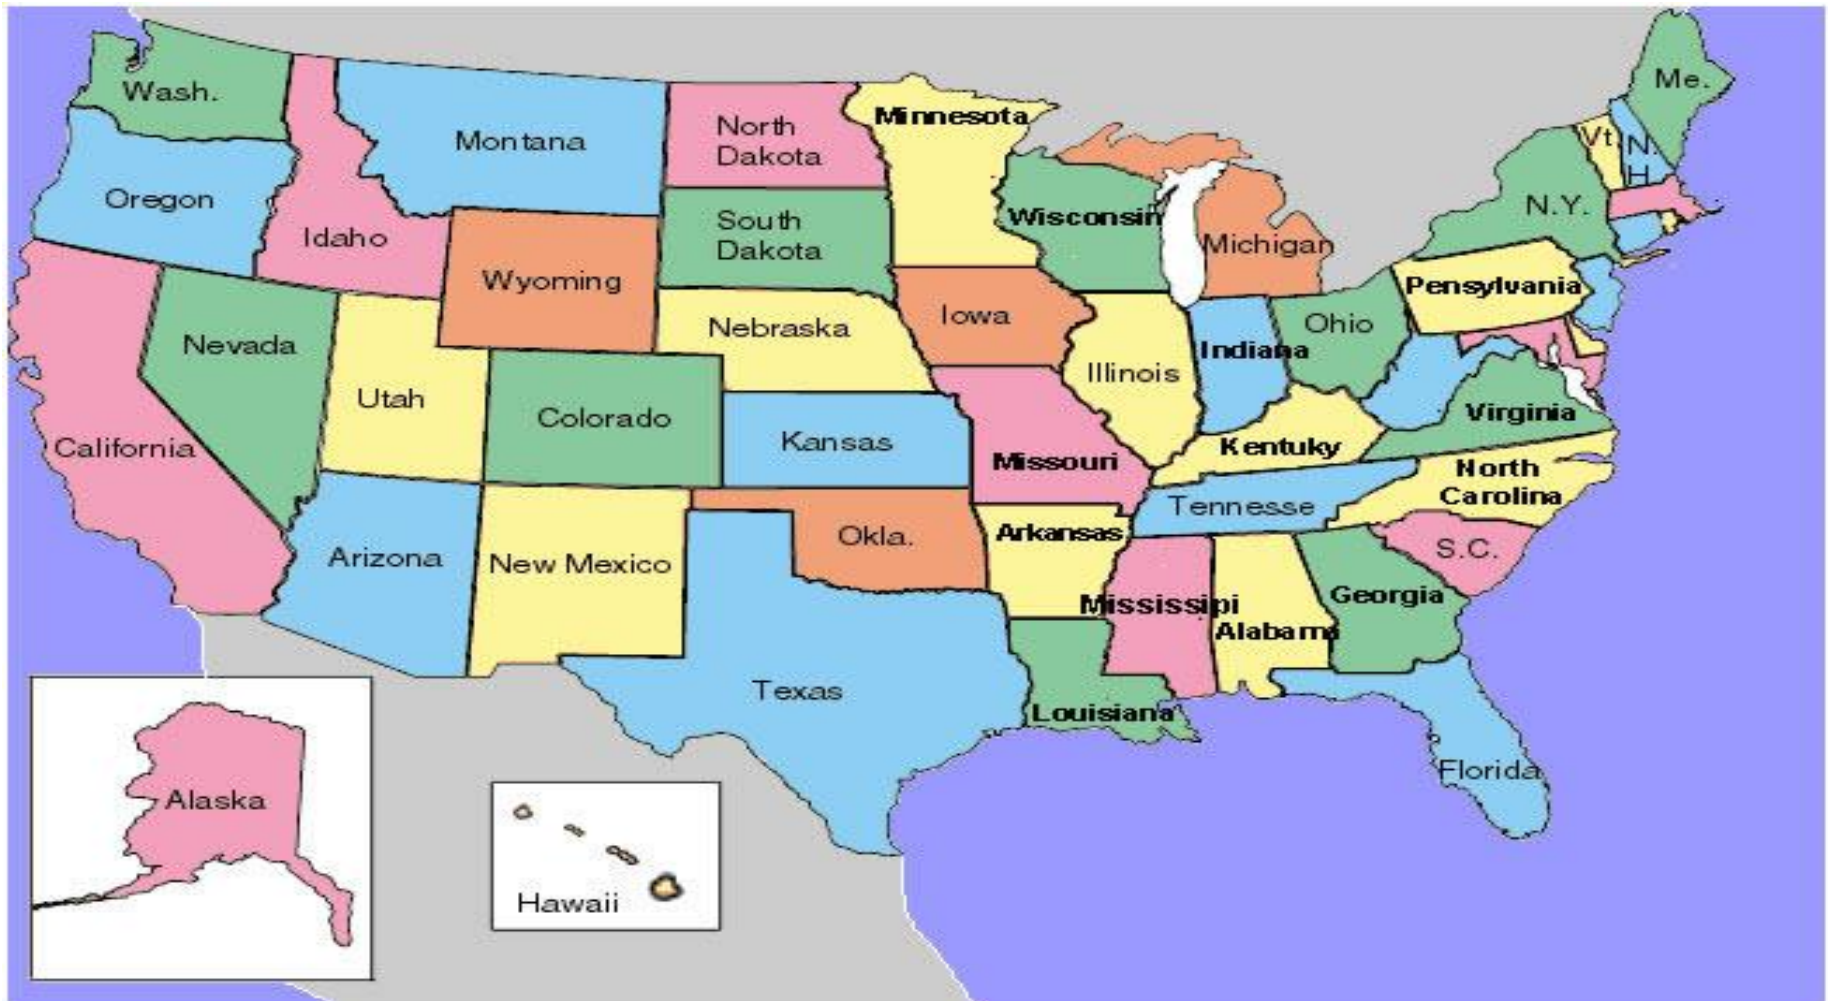 Wash.
Montana
North
Dakota
Minnesota
Me.
Vt.
N.
H.
Oregon
Idaho
Wyoming
South
Dakota
Wisconsin
Michigan
N.Y.
Pensylvania
Nevada
Utah
Colorado
Nebraska
Iowa
Illinois
Indiana
Ohio
California
Kansas
Missouri
Kentuky
Virginia
North
Carolina
Tennesse
Arizona
New Mexico
Okla.
Arkansas
S.C.
Mississipi
Alabama
Georgia
Texas
Louisiana
Florida
Alaska
Hawaii